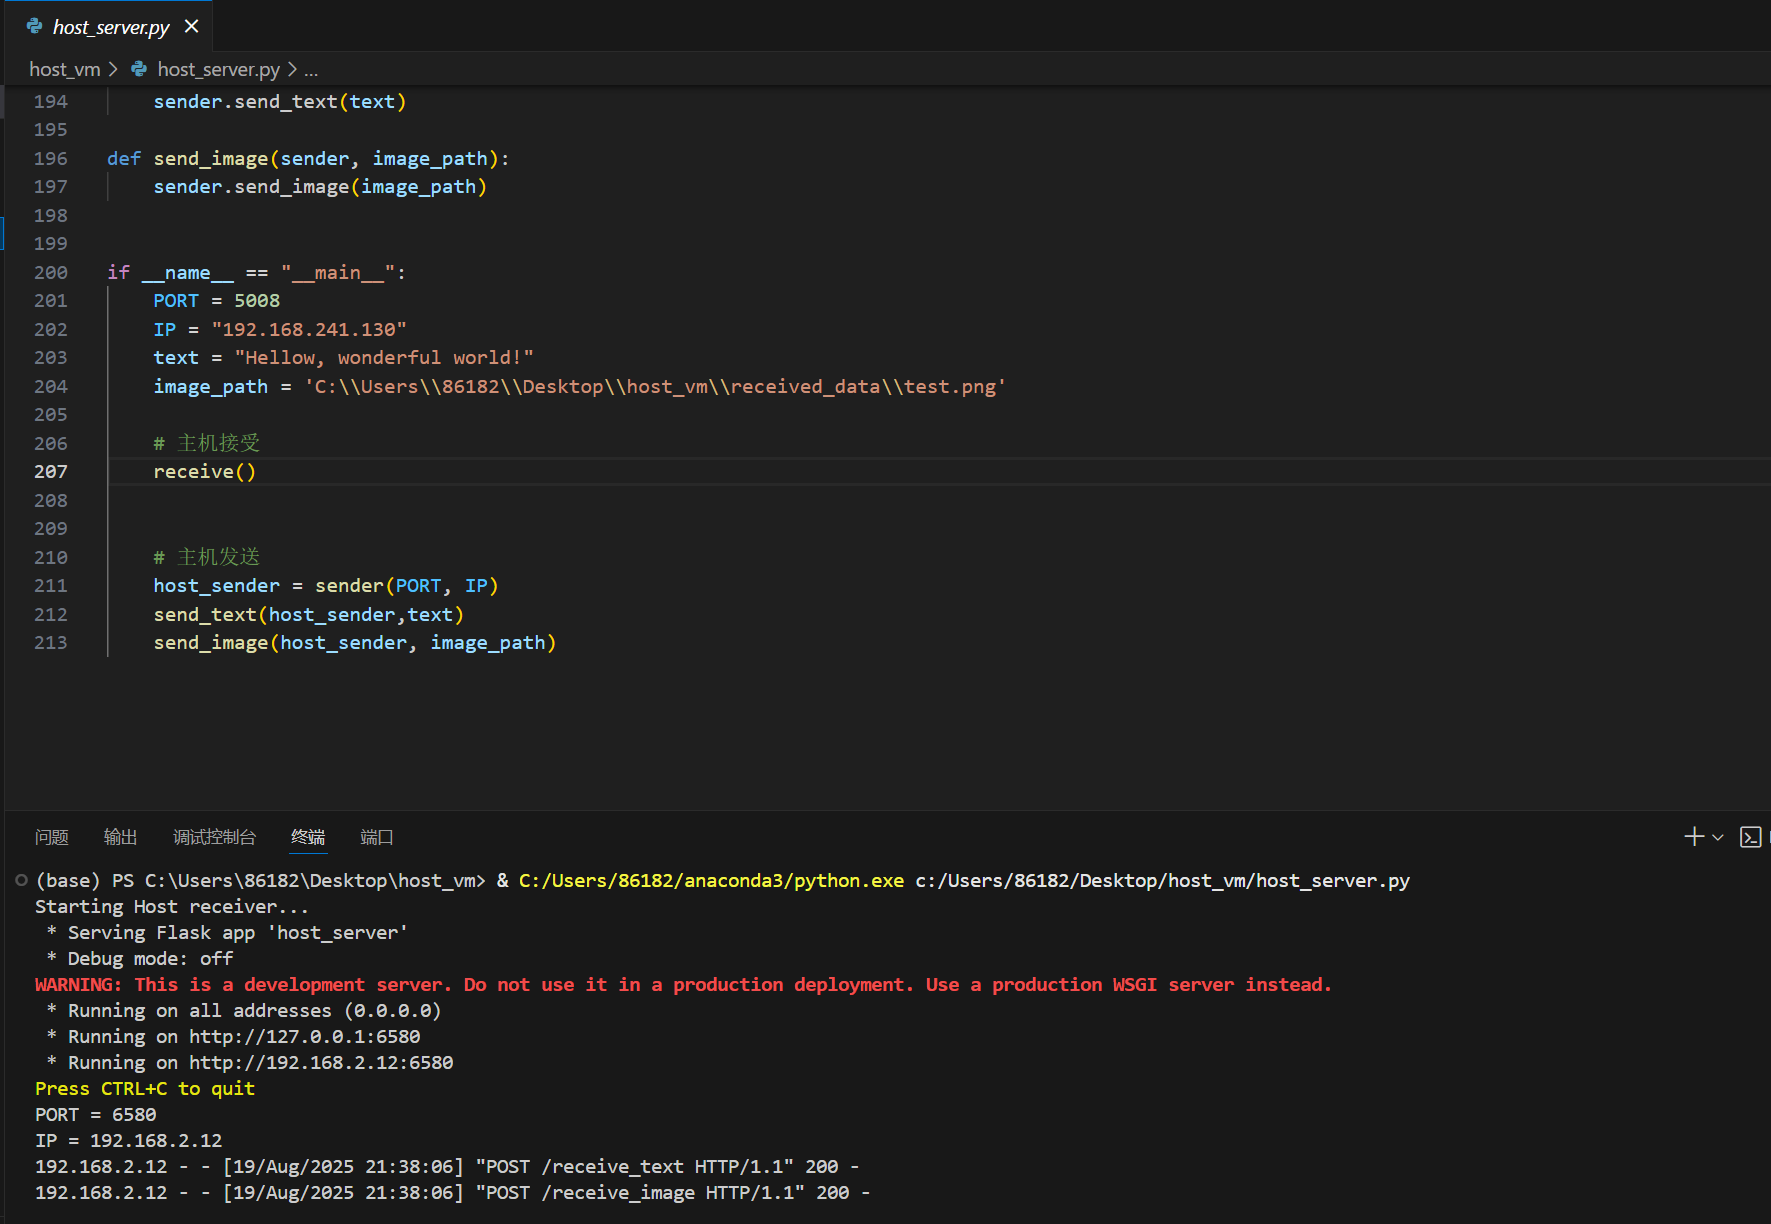 host_server.py
host_vm > host_server.py > ...
194 sender.send_text(text)
195
196 def send_image(sender, image_path):
197 sender.send_image(image_path)
198
199
200 if __name__ == "__main__":
201 PORT = 5008
202 IP = "192.168.241.130"
203 text = "Hellow, wonderful world!"
204 image_path = 'C:\\Users\\86182\\Desktop\\host_vm\\received_data\\test.png'
205
206 # 主机接受
207 receive()
208
209
210 # 主机发送
211 host_sender = sender(PORT, IP)
212 send_text(host_sender,text)
213 send_image(host_sender, image_path)
问题 输出 调试控制台 终端 端口
(base) PS C:\Users\86182\Desktop\host_vm> & C:/Users/86182/anaconda3/python.exe c:/Users/86182/Desktop/host_vm/host_server.py
Starting Host receiver...
* Serving Flask app 'host_server'
* Debug mode: off
WARNING: This is a development server. Do not use it in a production deployment. Use a production WSGI server instead.
* Running on all addresses (0.0.0.0)
* Running on http://127.0.0.1:6580
* Running on http://192.168.2.12:6580
Press CTRL+C to quit
PORT = 6580
IP = 192.168.2.12
192.168.2.12 - - [19/Aug/2025 21:38:06] "POST /receive_text HTTP/1.1" 200 -
192.168.2.12 - - [19/Aug/2025 21:38:06] "POST /receive_image HTTP/1.1" 200 -